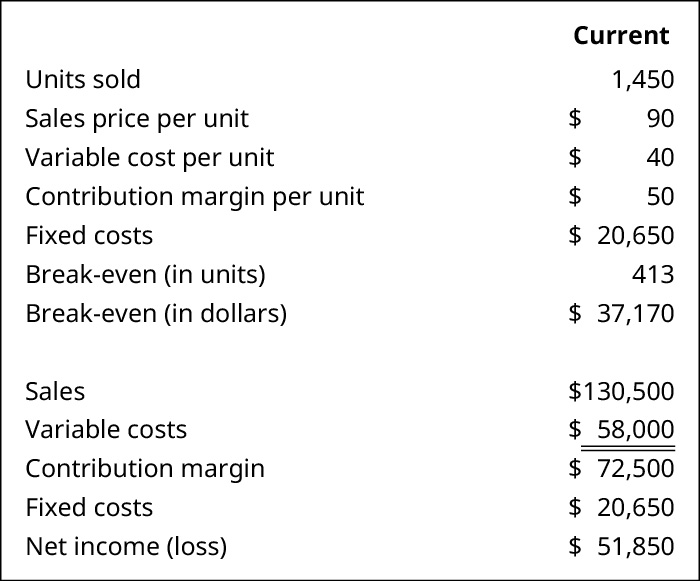 Current
Units sold 1,450
Sales price per unit $ 90
Variable cost per unit $ 40
Contribution margin per unit $ 50
Fixed costs $ 20,650
Break-even (in units) 413
Break-even (in dollars) $ 37,170
Sales $130,500
Variable costs $ 58,000
Contribution margin $ 72,500
Fixed costs $ 20,650
Net income (loss) $ 51,850